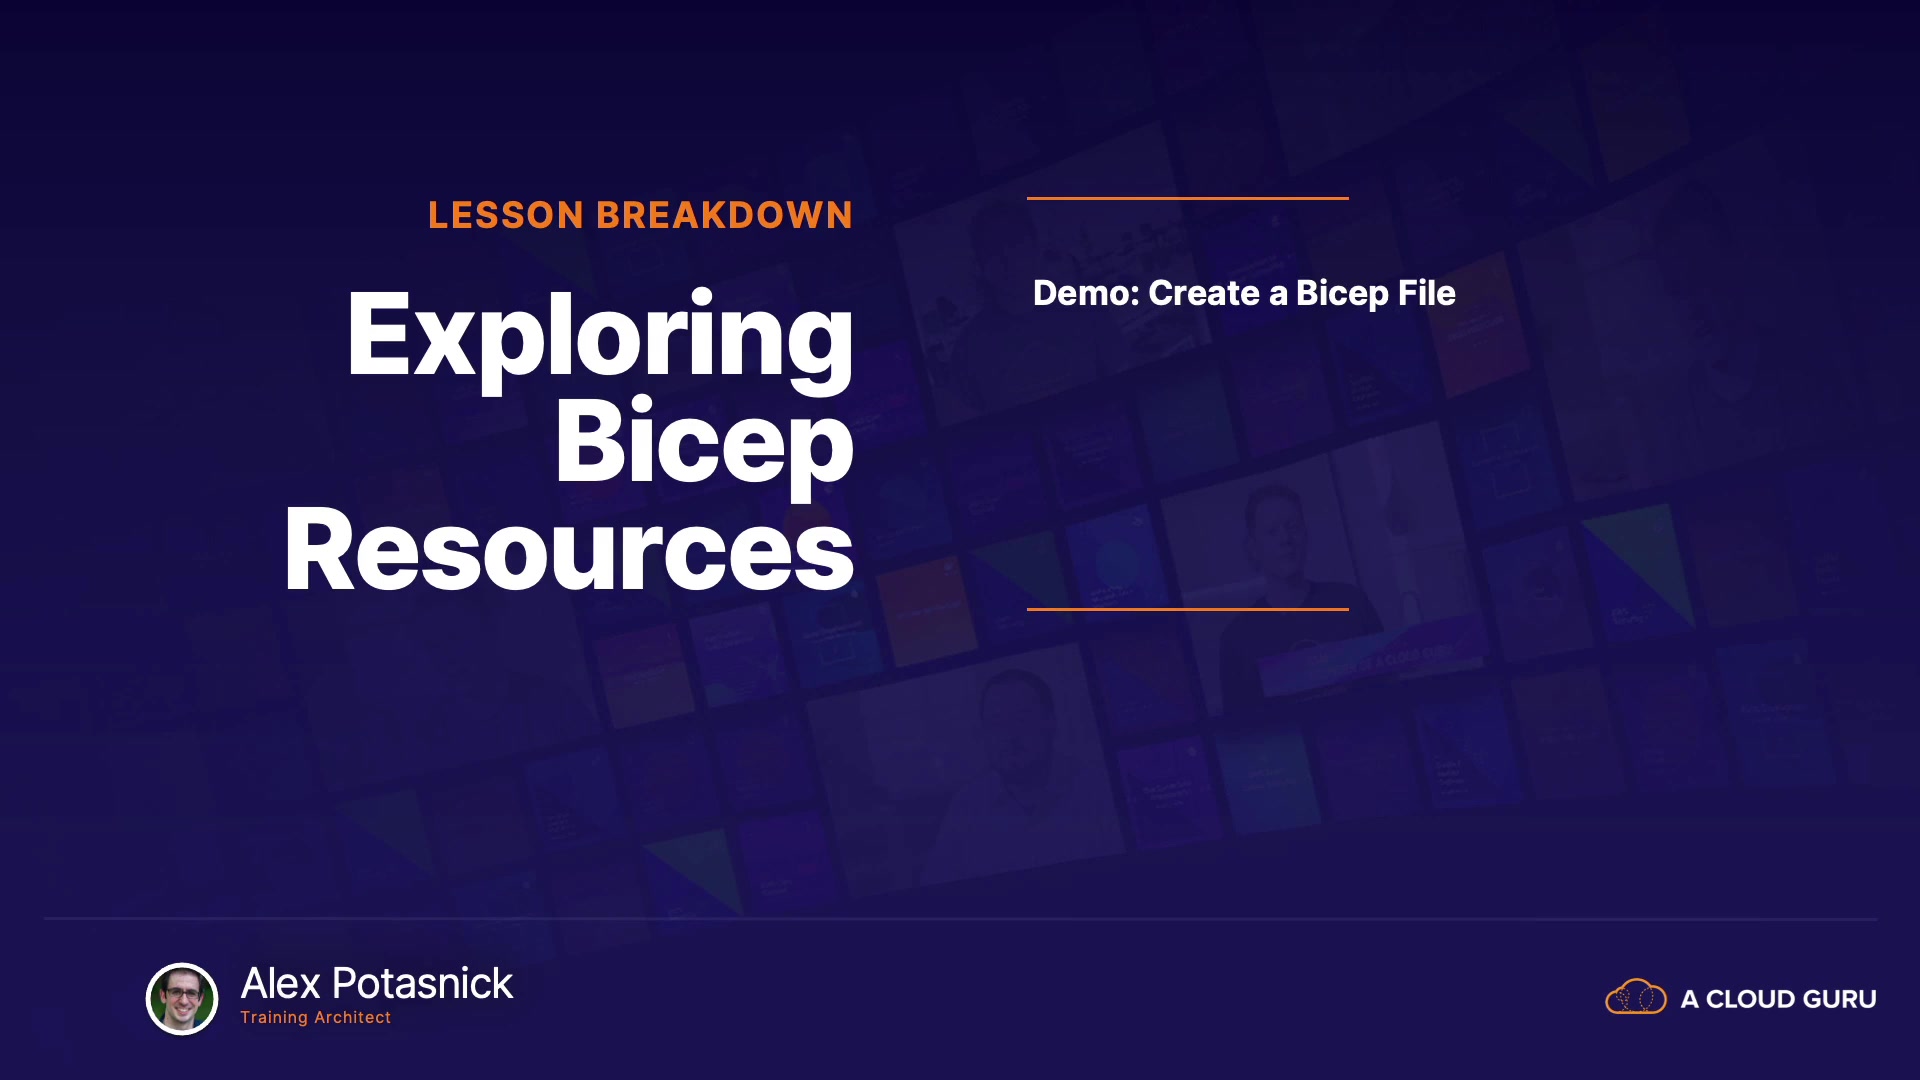 LESSON BREAKDOWN
Exploring
Bicep
Resources
Demo: Create a Bicep File
Alex Potasnick
Training Architect
A CLOUD GURU